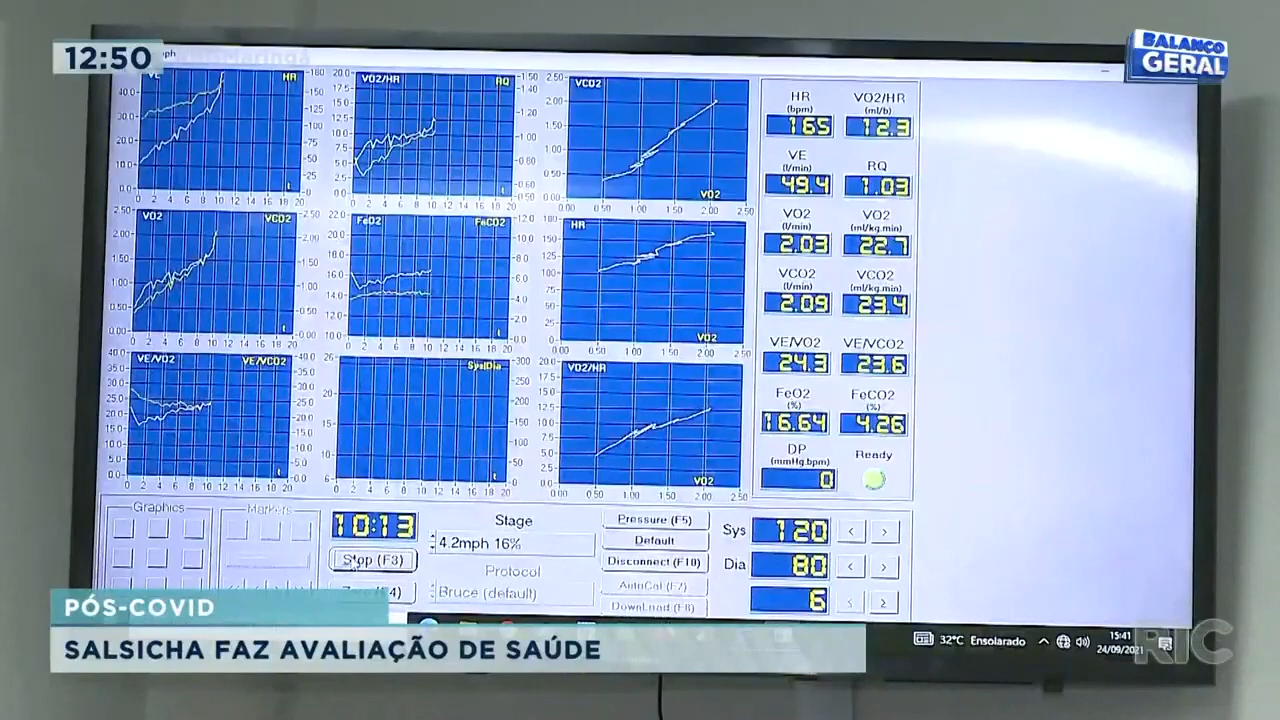 12:50
BALANÇO
GERAL
VE HR
VO2/HR RQ
VCO2
VO2
VO2 VCO2
FeO2 FeCO2
HR
VO2
VE/VO2 VE/VCO2
Sys|Dia
VO2/HR
VO2
HR
(bpm)
165
VO2/HR
(ml/b)
12.3
VE
(l/min)
49.4
RQ
1.03
VO2
(l/min)
2.03
VO2
(ml/kg.min)
22.7
VCO2
(l/min)
2.09
VCO2
(ml/kg.min)
23.4
VE/VO2
24.3
VE/VCO2
23.6
FeO2
(%)
16.64
FeCO2
(%)
4.26
DP
(mmHg.bpm)
0
Ready
Graphics
Markers
10:13
Stop (F3)
Stage
4.2mph 16%
Protocol
Bruce (default)
Pressure (F5)
Default
Disconnect (F10)
AutoCal (F7)
DownLoad (F8)
Sys 120 < >
Dia 80 < >
6 < >
32°C Ensolarado
15:41
24/09/2021
PÓS-COVID
SALSICHA FAZ AVALIAÇÃO DE SAÚDE
RIC